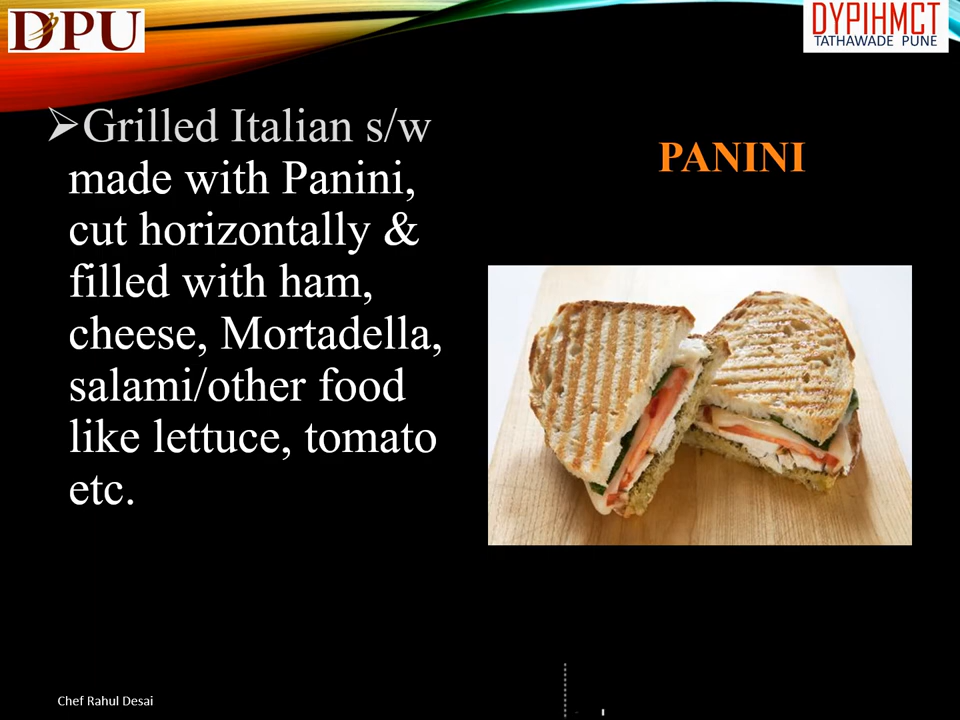 DPU
DYPIHMCT
TATHAWADE PUNE
➢Grilled Italian s/w
made with Panini,
cut horizontally &
filled with ham,
cheese, Mortadella,
salami/other food
like lettuce, tomato
etc.
PANINI
Chef Rahul Desai